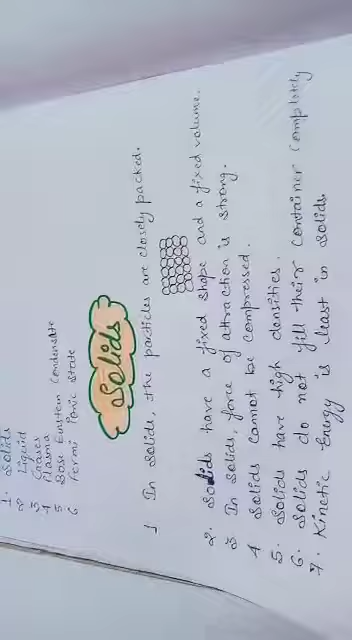 1. Solids
2 Liquid
3 Gases
4 Plasma
5 Bose Einstein Condensate
6 Fermi Ionic State
Solids
1 In Solids, the particles are closely packed.
2. Solids have a fixed shape and a fixed volume.
3 In solids, force of attraction is strong.
4 Solids cannot be compressed.
5. Solids have high densities.
6. Solids do not fill their container completely
7. Kinetic Energy is least in solids